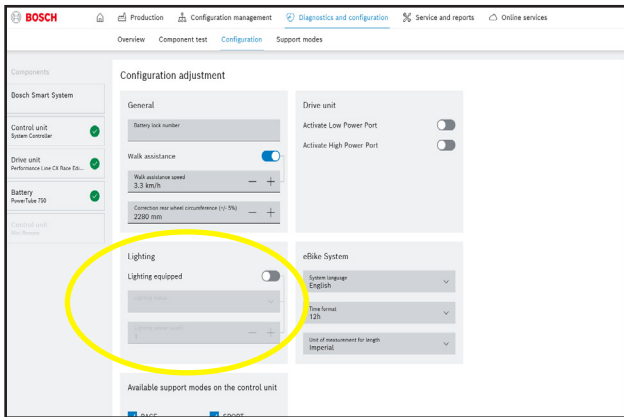 BOSCH
Production
Configuration management
Diagnostics and configuration
Service and reports
Online services
Overview
Component test
Configuration
Support modes
Components
Bosch Smart System
Control unit
System Controller
Drive unit
Performance Line CX Race Edi...
Battery
PowerTube 750
Control unit
Mini Remote
Configuration adjustment
General
Battery lock number
Walk assistance
Walk assistance speed
3.3 km/h
Correction rear wheel circumference (+/- 5%)
2280 mm
Drive unit
Activate Low Power Port
Activate High Power Port
Lighting
Lighting equipped
eBike System
System language
English
Time format
12h
Unit of measurement for length
Imperial
Available support modes on the control unit
RACE
SPORT